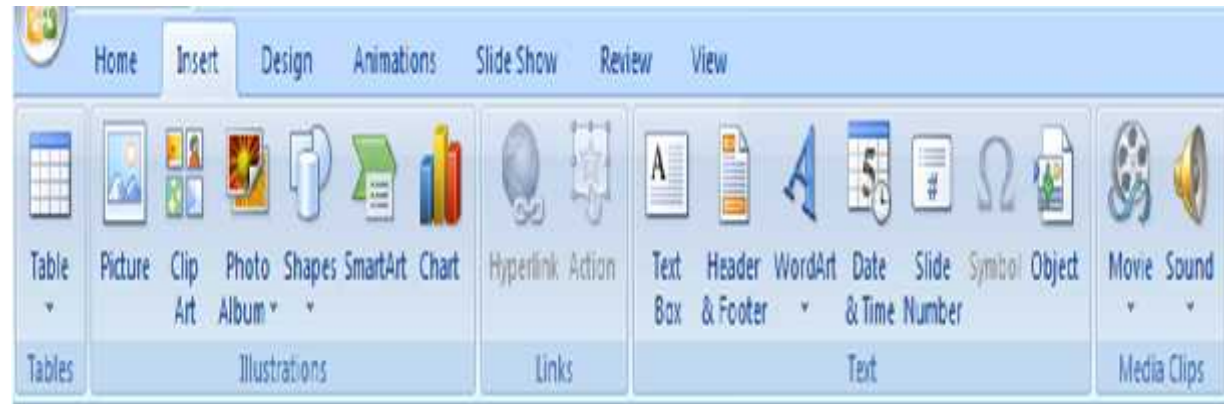 Home Insert Design Animations Slide Show Review View
Table Picture Clip Photo Shapes SmartArt Chart Hyperlink Action Text Header WordArt Date Slide Symbol Object Movie Sound
Art Album Box & Footer & Time Number
Tables Illustrations Links Text Media Clips